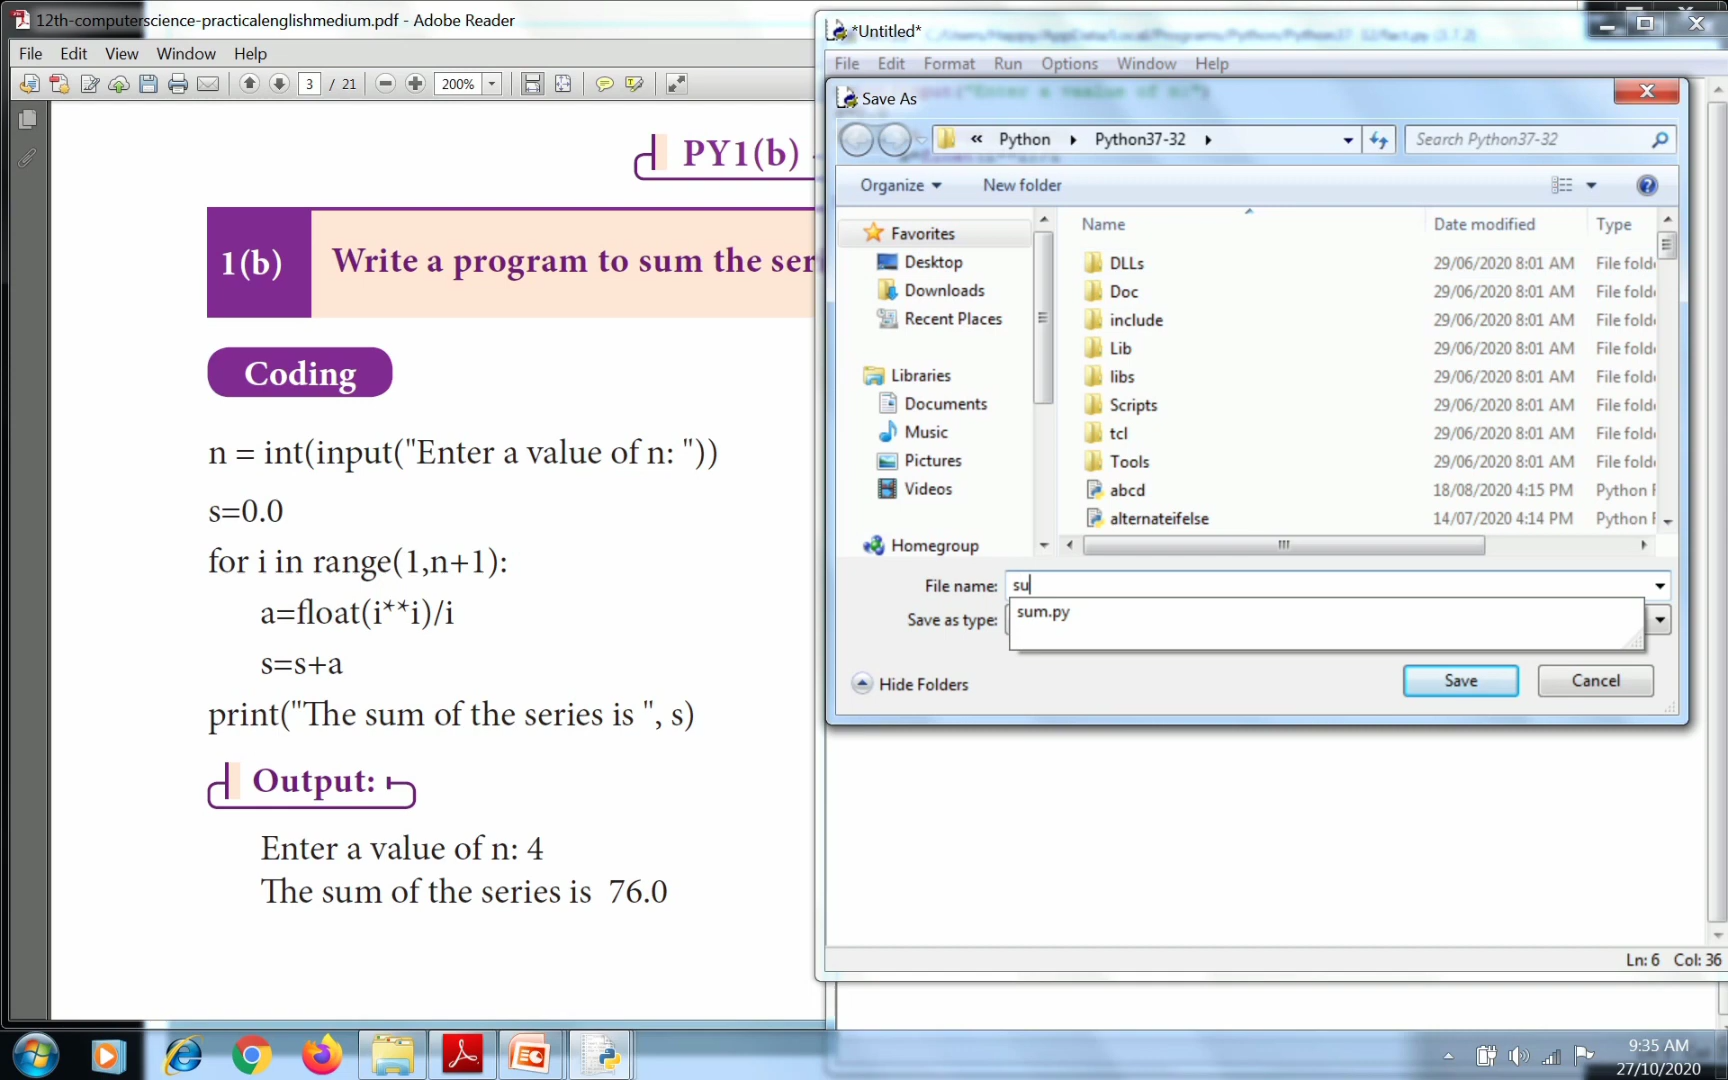 12th-computerscience-practicalenglishmedium.pdf - Adobe Reader
File Edit View Window Help
3 / 21 200%
PY1(b)
1(b) Write a program to sum the ser
Coding
n = int(input("Enter a value of n: "))
s=0.0
for i in range(1,n+1):
a=float(i**i)/i
s=s+a
print("The sum of the series is ", s)
Output:
Enter a value of n: 4
The sum of the series is 76.0
*Untitled*
File Edit Format Run Options Window Help
Save As
« Python Python37-32 Search Python37-32
Organize New folder
Favorites
Desktop
Downloads
Recent Places
Libraries
Documents
Music
Pictures
Videos
Homegroup
Name Date modified Type
DLLs 29/06/2020 8:01 AM File fold
Doc 29/06/2020 8:01 AM File fold
include 29/06/2020 8:01 AM File fold
Lib 29/06/2020 8:01 AM File fold
libs 29/06/2020 8:01 AM File fold
Scripts 29/06/2020 8:01 AM File fold
tcl 29/06/2020 8:01 AM File fold
Tools 29/06/2020 8:01 AM File fold
abcd 18/08/2020 4:15 PM Python F
alternateifelse 14/07/2020 4:14 PM Python F
File name: su
sum.py
Save as type:
Hide Folders Save Cancel
Ln: 6 Col: 36
9:35 AM
27/10/2020